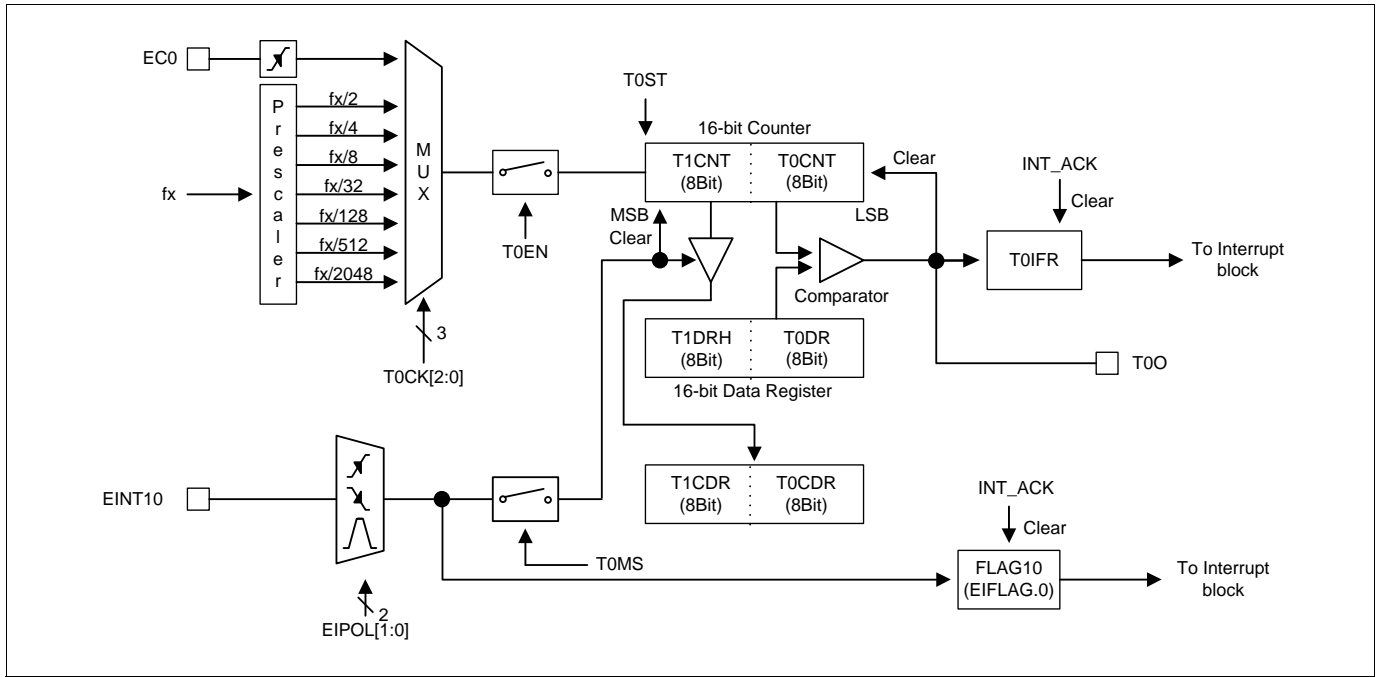 EC0
Prescaler
fx/2
fx/4
fx/8
fx/32
fx/128
fx/512
fx/2048
fx
MUX
3
T0CK[2:0]
T0EN
T0ST
16-bit Counter
T1CNT
(8Bit)
T0CNT
(8Bit)
Clear
MSB
Clear
LSB
Comparator
INT_ACK
Clear
T0IFR
To Interrupt
block
T1DRH
(8Bit)
T0DR
(8Bit)
16-bit Data Register
T0O
EINT10
2
EIPOL[1:0]
T0MS
T1CDR
(8Bit)
T0CDR
(8Bit)
INT_ACK
Clear
FLAG10
(EIFLAG.0)
To Interrupt
block